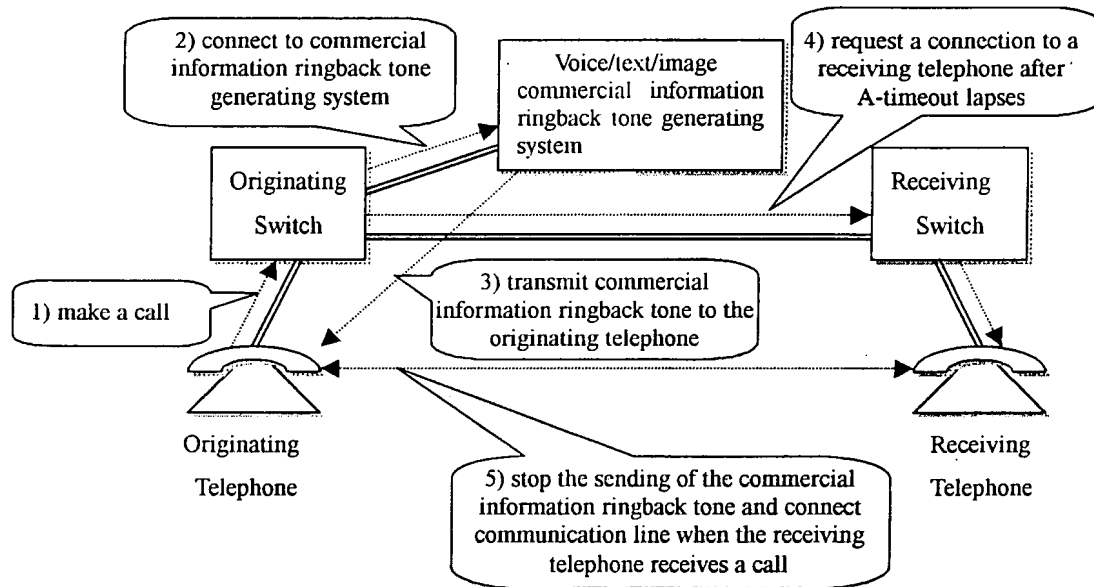 2) connect to commercial
information ringback tone
generating system
Voice/text/image
commercial information
ringback tone generating
system
4) request a connection to a
receiving telephone after
A-timeout lapses
Originating
Switch
Receiving
Switch
1) make a call
3) transmit commercial
information ringback tone to the
originating telephone
Originating
Telephone
Receiving
Telephone
5) stop the sending of the commercial
information ringback tone and connect
communication line when the receiving
telephone receives a call